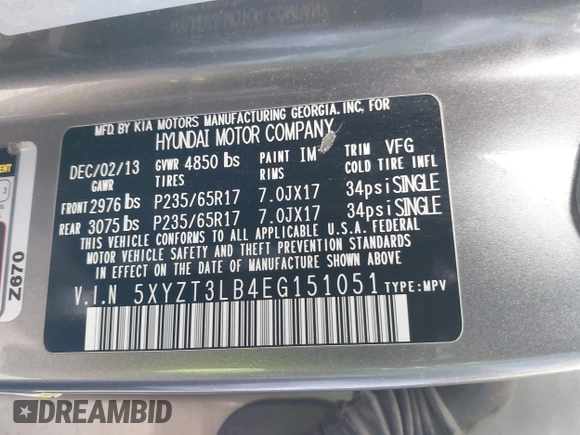 MFD.BY KIA MOTORS MANUFACTURING GEORGIA, INC, FOR
HYUNDAI MOTOR COMPANY
DEC/02/13 GVWR 4850 lbs PAINT IM TRIM VFG
GAWR TIRES RIMS COLD TIRE INFL
FRONT 2976 lbs P235/65R17 7.0JX17 34psi SINGLE
REAR 3075 lbs P235/65R17 7.0JX17 34psi SINGLE
THIS VEHICLE CONFORMS TO ALL APPLICABLE U.S.A. FEDERAL
MOTOR VEHICLE SAFETY AND THEFT PREVENTION STANDARDS
IN EFFECT ON THE DATE OF MANUFACTURE SHOWN ABOVE.
V.I.N 5XYZT3LB4EG151051 TYPE:MPV
Z670
DREAMBID